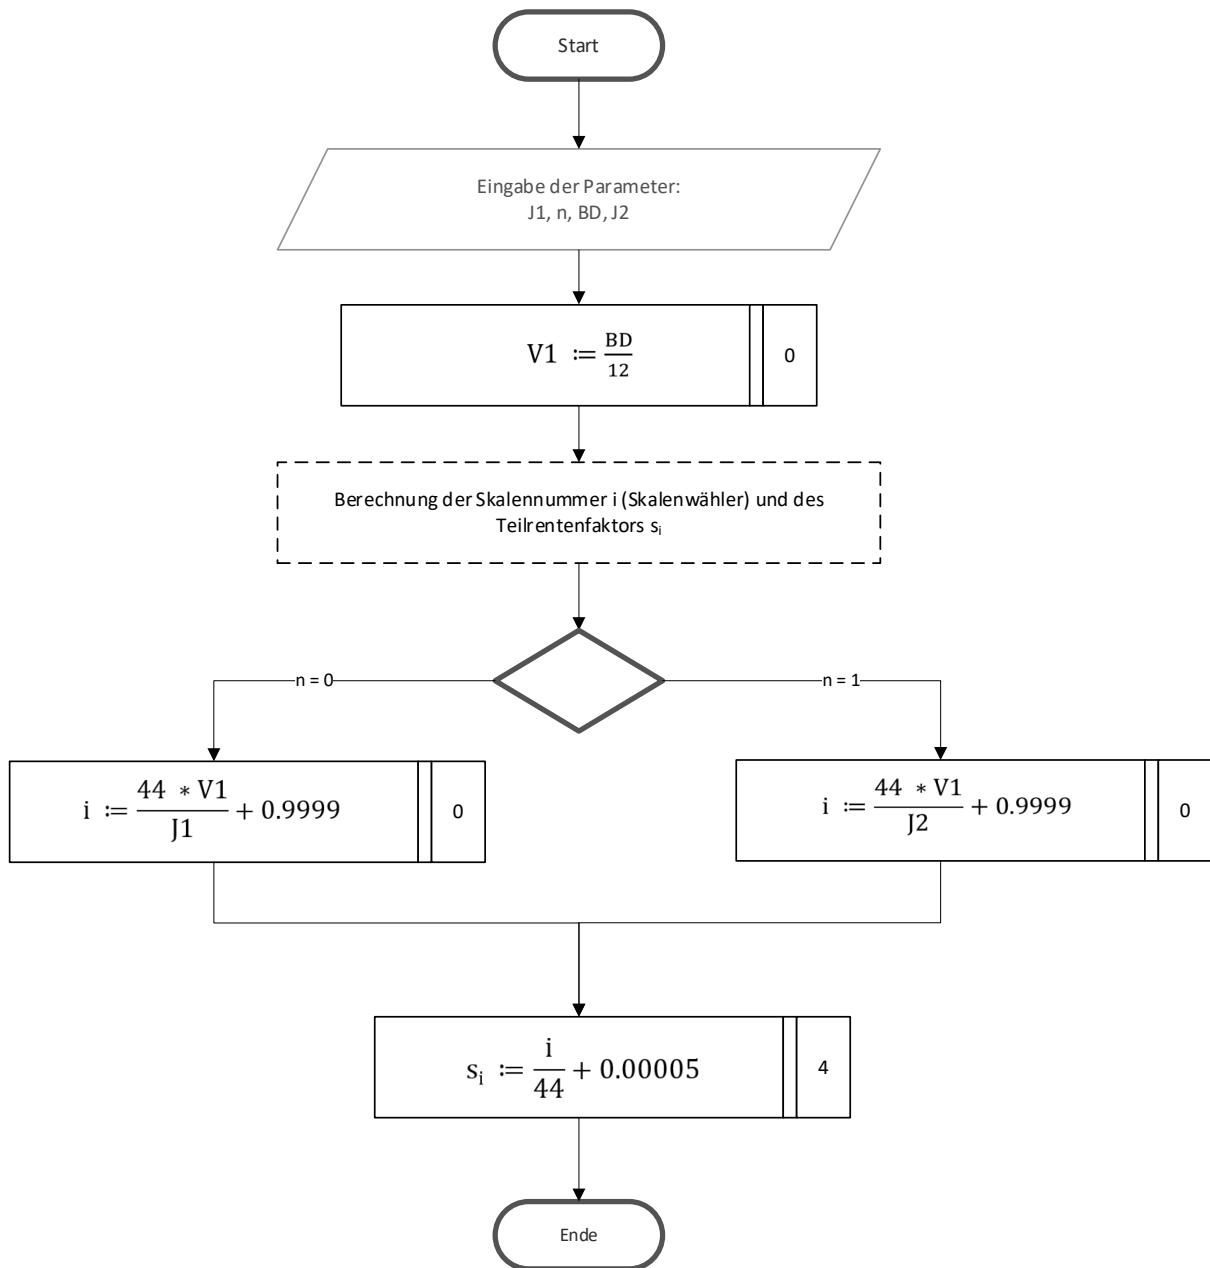 Start
Eingabe der Parameter:
J1, n, BD, J2
V1 := BD/12
0
Berechnung der Skalennummer i (Skalenwähler) und des
Teilrentenfaktors sᵢ
n = 0
n = 1
i := 44 * V1/J1 + 0.9999
0
i := 44 * V1/J2 + 0.9999
0
sᵢ := i/44 + 0.00005
4
Ende